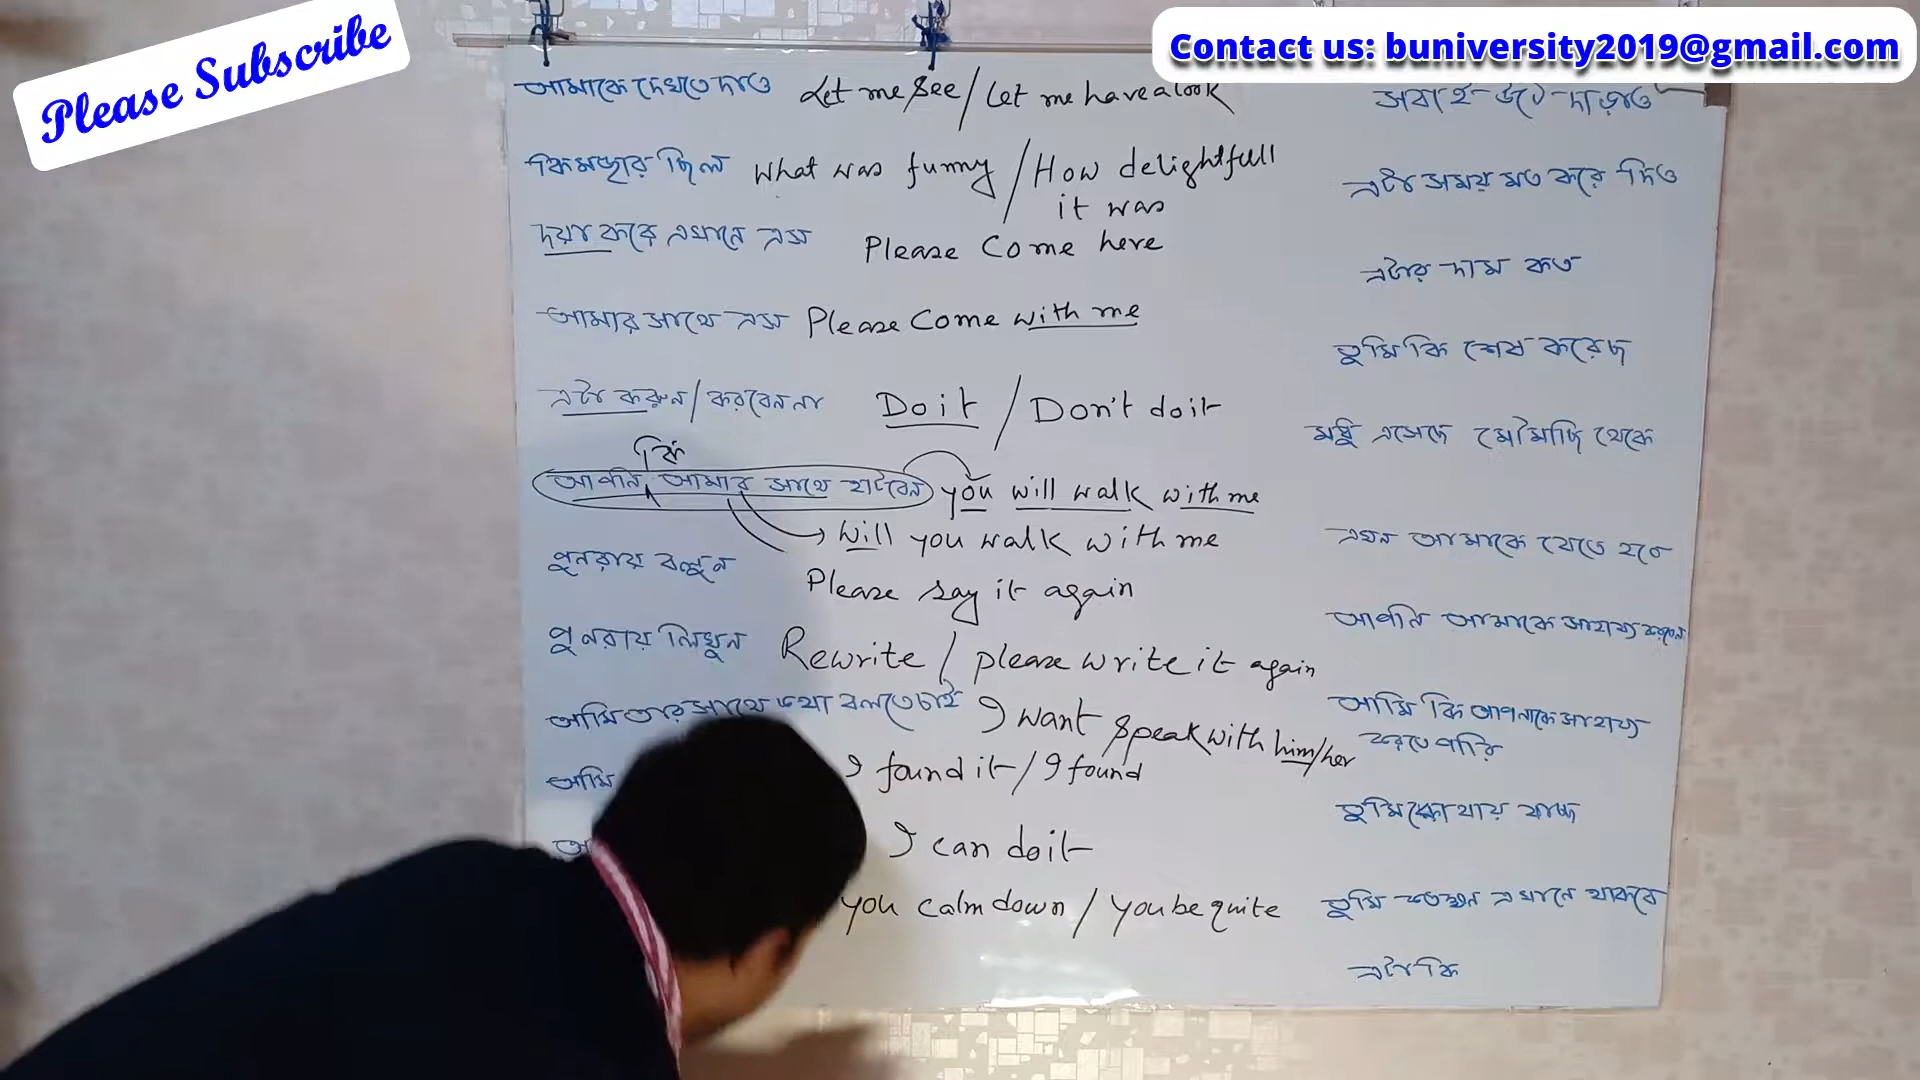 Please Subscribe
Contact us: buniversity2019@gmail.com
আমাকে দেখতে দাও Let me see / Let me have a look
কি মজার ছিল What was funny / How delightfull
it was
দয়া করে এখানে এস Please Come here
আমার সাথে এস Please Come with me
এটা করুন / করবেন না Do it / Don't do it
কি
আপনি আমার সাথে হাটবেন you will walk with me
Will you walk with me
পুনরায় বলুন Please say it again
পুনরায় লিখুন Rewrite / please write it again
আমি তার সাথে কথা বলতে চাই I want speak with him/her
আমি I found it / I found
I can do it
you calm down / you be quite
সবাই উঠে দাড়াও
এটা সময় মত করে দিও
এটার দাম কত
তুমি কি শেষ করেছ
মধু এসেছে মৌমাছি থেকে
এখন আমাকে যেতে হবে
আপনি আমাকে সাহায্য করুন
আমি কি আপনাকে সাহায্য
করতে পারি
তুমি কোথায় যাচ্ছ
তুমি কতক্ষন এখানে থাকবে
এটা কি